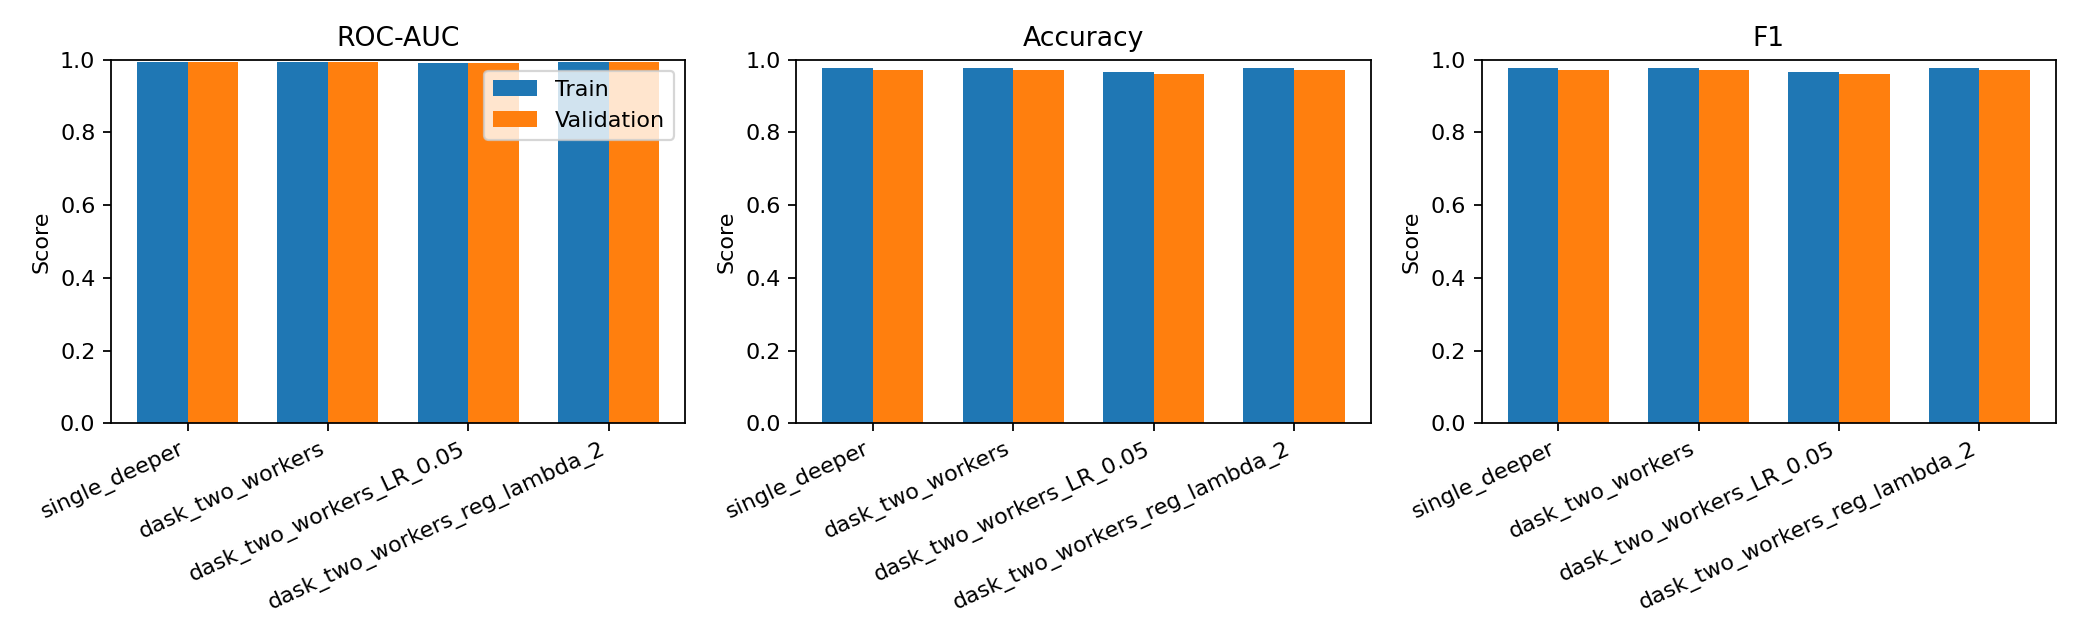 ROC-AUC
1.0
0.8
0.6
0.4
0.2
0.0
Score
Train
Validation
single_deeper
dask_two_workers
dask_two_workers_LR_0.05
dask_two_workers_reg_lambda_2
Accuracy
1.0
0.8
0.6
0.4
0.2
0.0
Score
single_deeper
dask_two_workers
dask_two_workers_LR_0.05
dask_two_workers_reg_lambda_2
F1
1.0
0.8
0.6
0.4
0.2
0.0
Score
single_deeper
dask_two_workers
dask_two_workers_LR_0.05
dask_two_workers_reg_lambda_2